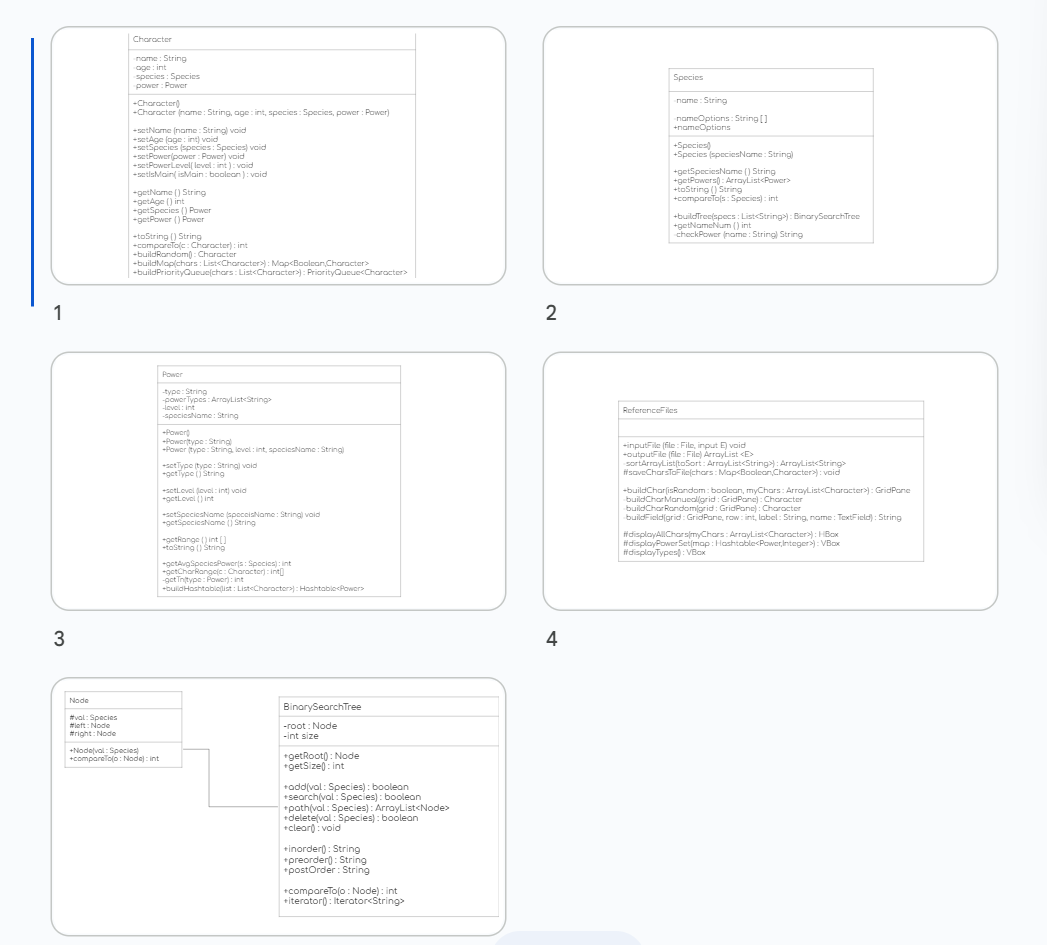 Character
-name : String
-age : int
-species : Species
-power : Power
+Character()
+Character (name : String, age : int, species : Species, power : Power)
+setName (name : String) void
+setAge (age : int) void
+setSpecies (species : Species) void
+setPower(power : Power) void
+setPowerLevel( level : int ) : void
+setIsMain( isMain : boolean ) : void
+getName ( ) String
+getAge ( ) int
+getSpecies ( ) Power
+getPower ( ) Power
+toString ( ) String
+compareTo(c : Character) : int
+buildRandom() : Character
+buildMap(chars : List<Character>) : Map<Boolean,Character>
+buildPriorityQueue(chars : List<Character>) : PriorityQueue<Character>
1
Species
-name : String
-nameOptions : String [ ]
+nameOptions
+Species()
+Species (speciesName : String)
+getSpeciesName ( ) String
+getPowers() : ArrayList<Power>
+toString ( ) String
+compareTo(s : Species) : int
+buildTree(specs : List<String>) : BinarySearchTree
+getNameNum ( ) int
-checkPower (name : String) String
2
Power
-type : String
-powerTypes : ArrayList<String>
-level : int
-speciesName : String
+Power()
+Power(type : String)
+Power (type : String, level : int, speciesName : String)
+setType (type : String) void
+getType ( ) String
+setLevel (level : int) void
+getLevel ( ) int
+setSpeciesName (speceisName : String) void
+getSpeciesName ( ) String
+getRange ( ) int [ ]
+toString ( ) String
+getAvgSpeciesPower(s : Species) : int
+getCharRange(c : Character) : int[]
-getTn(type : Power) : int
+buildHashtable(list : List<Character>) : Hashtable<Power>
3
ReferenceFiles
+inputFile (file : File, input E) void
+outputFile (file : File) ArrayList <E>
-sortArrayList(toSort : ArrayList<String>) : ArrayList<String>
#saveCharsToFile(chars : Map<Boolean,Character>) : void
+buildChar(isRandom : boolean, myChars : ArrayList<Character>) : GridPane
-buildCharManueal(grid : GridPane) : Character
-buildCharRandom(grid : GridPane) : Character
-buildField(grid : GridPane, row : int, label : String, name : TextField) : String
#displayAllChars(myChars : ArrayList<Character>) : HBox
#displayPowerSet(map : Hashtable<Power,Integer>) : VBox
#displayTypes() : VBox
4
Node
#val : Species
#left : Node
#right : Node
+Node(val : Species)
+compareTo(o : Node) : int
BinarySearchTree
-root : Node
-int size
+getRoot() : Node
+getSize() : int
+add(val : Species) : boolean
+search(val : Species) : boolean
+path(val : Species) : ArrayList<Node>
+delete(val : Species) : boolean
+clear() : void
+inorder() : String
+preorder() : String
+postOrder : String
+compareTo(o : Node) : int
+iterator() : Iterator<String>